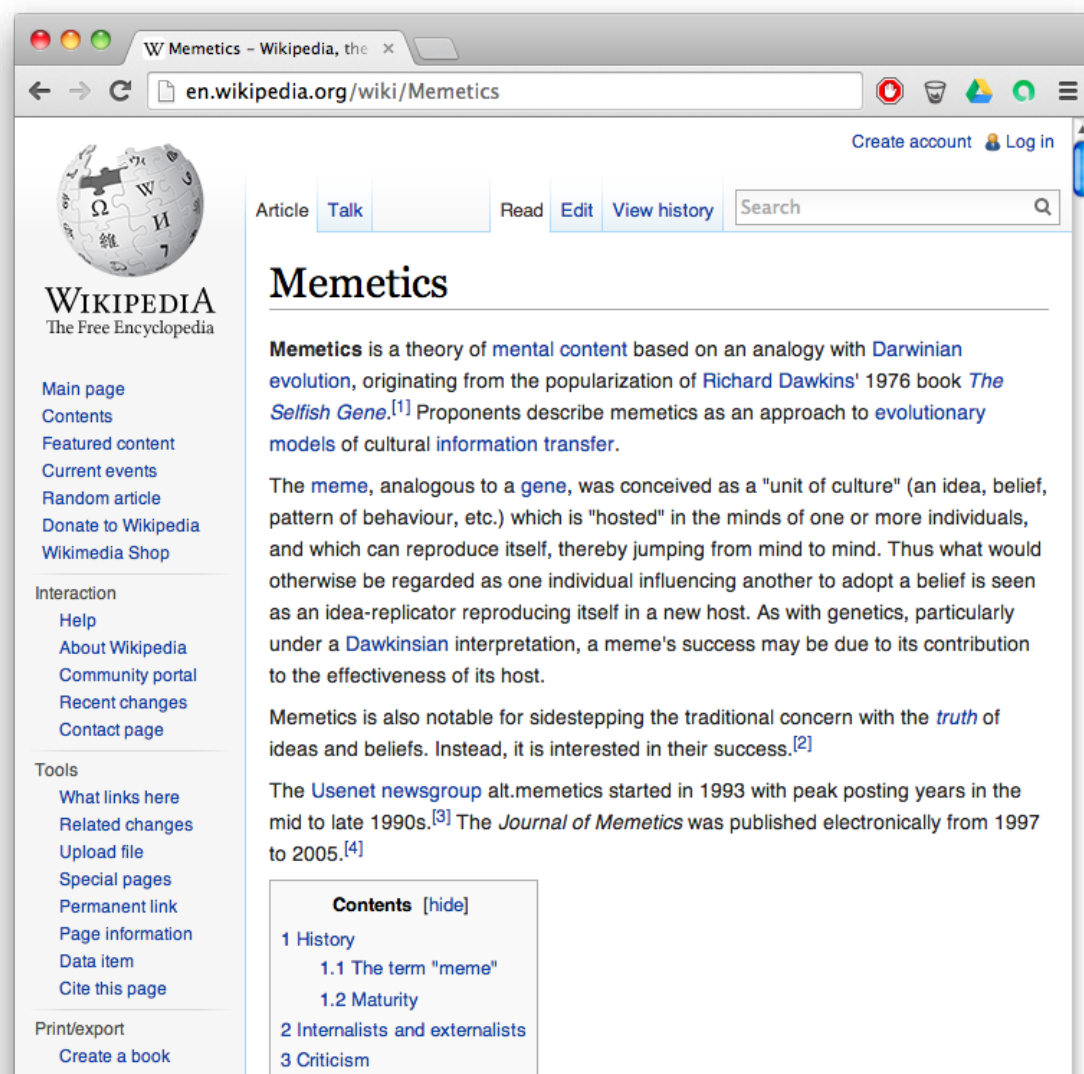 W Memetics – Wikipedia, the
en.wikipedia.org/wiki/Memetics
Create account Log in
Article Talk Read Edit View history Search
WIKIPEDIA
The Free Encyclopedia
Main page
Contents
Featured content
Current events
Random article
Donate to Wikipedia
Wikimedia Shop
Interaction
Help
About Wikipedia
Community portal
Recent changes
Contact page
Tools
What links here
Related changes
Upload file
Special pages
Permanent link
Page information
Data item
Cite this page
Print/export
Create a book
Memetics
Memetics is a theory of mental content based on an analogy with Darwinian
evolution, originating from the popularization of Richard Dawkins' 1976 book The
Selfish Gene.[1] Proponents describe memetics as an approach to evolutionary
models of cultural information transfer.
The meme, analogous to a gene, was conceived as a "unit of culture" (an idea, belief,
pattern of behaviour, etc.) which is "hosted" in the minds of one or more individuals,
and which can reproduce itself, thereby jumping from mind to mind. Thus what would
otherwise be regarded as one individual influencing another to adopt a belief is seen
as an idea-replicator reproducing itself in a new host. As with genetics, particularly
under a Dawkinsian interpretation, a meme's success may be due to its contribution
to the effectiveness of its host.
Memetics is also notable for sidestepping the traditional concern with the truth of
ideas and beliefs. Instead, it is interested in their success.[2]
The Usenet newsgroup alt.memetics started in 1993 with peak posting years in the
mid to late 1990s.[3] The Journal of Memetics was published electronically from 1997
to 2005.[4]
Contents [hide]
1 History
1.1 The term "meme"
1.2 Maturity
2 Internalists and externalists
3 Criticism